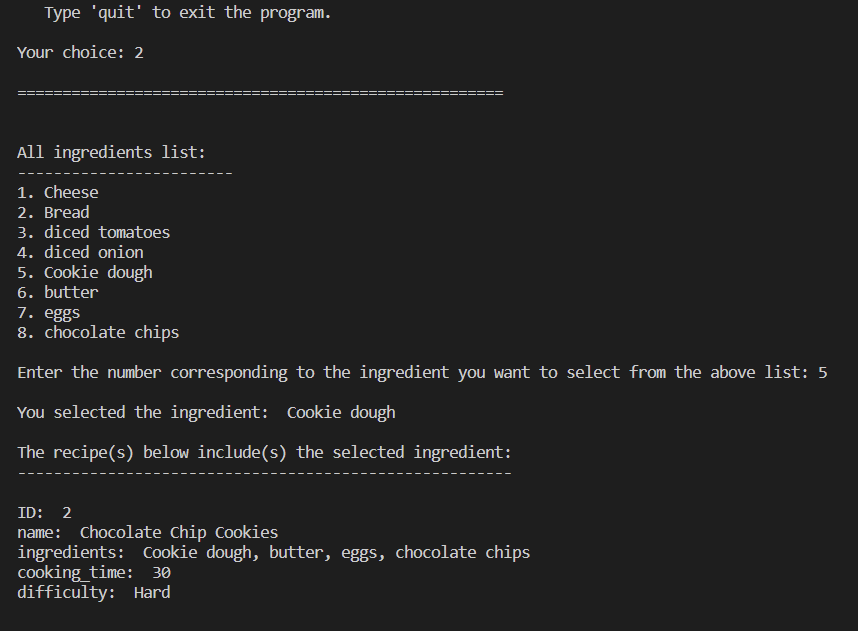 Type 'quit' to exit the program.
Your choice: 2
======================================================
All ingredients list:
------------------------
1. Cheese
2. Bread
3. diced tomatoes
4. diced onion
5. Cookie dough
6. butter
7. eggs
8. chocolate chips
Enter the number corresponding to the ingredient you want to select from the above list: 5
You selected the ingredient:  Cookie dough
The recipe(s) below include(s) the selected ingredient:
-------------------------------------------------------
ID:  2
name:  Chocolate Chip Cookies
ingredients:  Cookie dough, butter, eggs, chocolate chips
cooking_time:  30
difficulty:  Hard